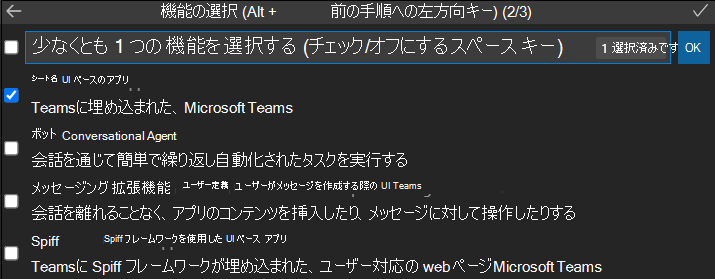 機能の選択 (Alt + 前の手順への左方向キー) (2/3)
少なくとも 1 つの機能を選択する (チェック/オフにするスペース キー) 1 選択済みです OK
シート名 UI ベースのアプリ
Teamsに埋め込まれた、Microsoft Teams
ボット Conversational Agent
会話を通じて簡単で繰り返し自動化されたタスクを実行する
メッセージング 拡張機能 ユーザー定義 ユーザーがメッセージを作成する際の UI Teams
会話を離れることなく、アプリのコンテンツを挿入したり、メッセージに対して操作したりする
Spiff Spiff フレームワークを使用した UI ベース アプリ
Teamsに Spiff フレームワークが埋め込まれた、ユーザー対応の webページMicrosoft Teams